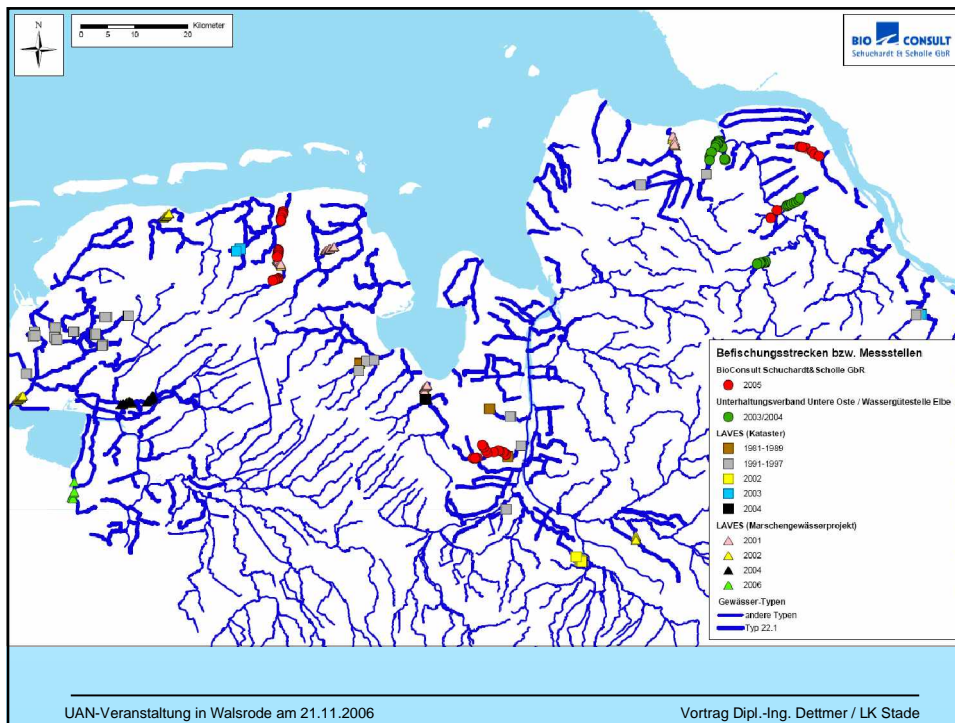 N
Kilometer
0 5 10 20
BIO CONSULT
Schuchardt & Scholle GbR
Befischungsstrecken bzw. Messstellen
BioConsult Schuchardt& Scholle GbR
2005
Unterhaltungsverband Untere Oste / Wassergütestelle Elbe
2003/2004
LAVES (Kataster)
1981-1989
1991-1997
2002
2003
2004
LAVES (Marschengewässerprojekt)
2001
2002
2004
2006
Gewässer-Typen
andere Typen
Typ 22.1
UAN-Veranstaltung in Walsrode am 21.11.2006
Vortrag Dipl.-Ing. Dettmer / LK Stade